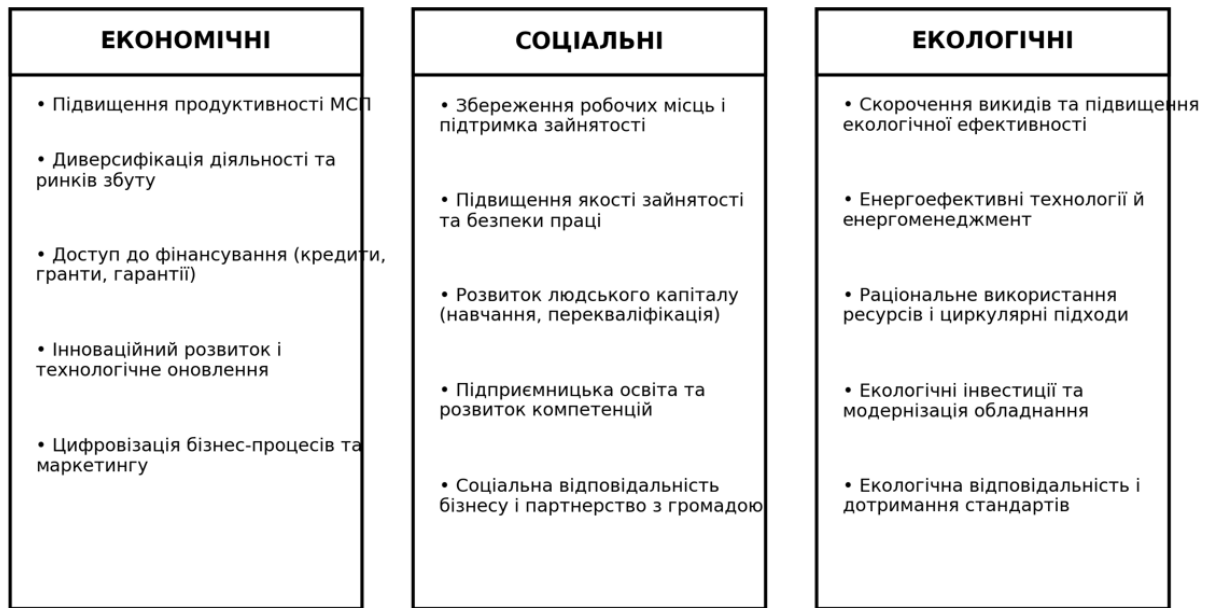 ЕКОНОМІЧНІ
• Підвищення продуктивності МСП
• Диверсифікація діяльності та
ринків збуту
• Доступ до фінансування (кредити,
гранти, гарантії)
• Інноваційний розвиток і
технологічне оновлення
• Цифровізація бізнес-процесів та
маркетингу
СОЦІАЛЬНІ
• Збереження робочих місць і
підтримка зайнятості
• Підвищення якості зайнятості
та безпеки праці
• Розвиток людського капіталу
(навчання, перекваліфікація)
• Підприємницька освіта та
розвиток компетенцій
• Соціальна відповідальність
бізнесу і партнерство з громадою
ЕКОЛОГІЧНІ
• Скорочення викидів та підвищення
екологічної ефективності
• Енергоефективні технології й
енергоменеджмент
• Раціональне використання
ресурсів і циркулярні підходи
• Екологічні інвестиції та
модернізація обладнання
• Екологічна відповідальність і
дотримання стандартів